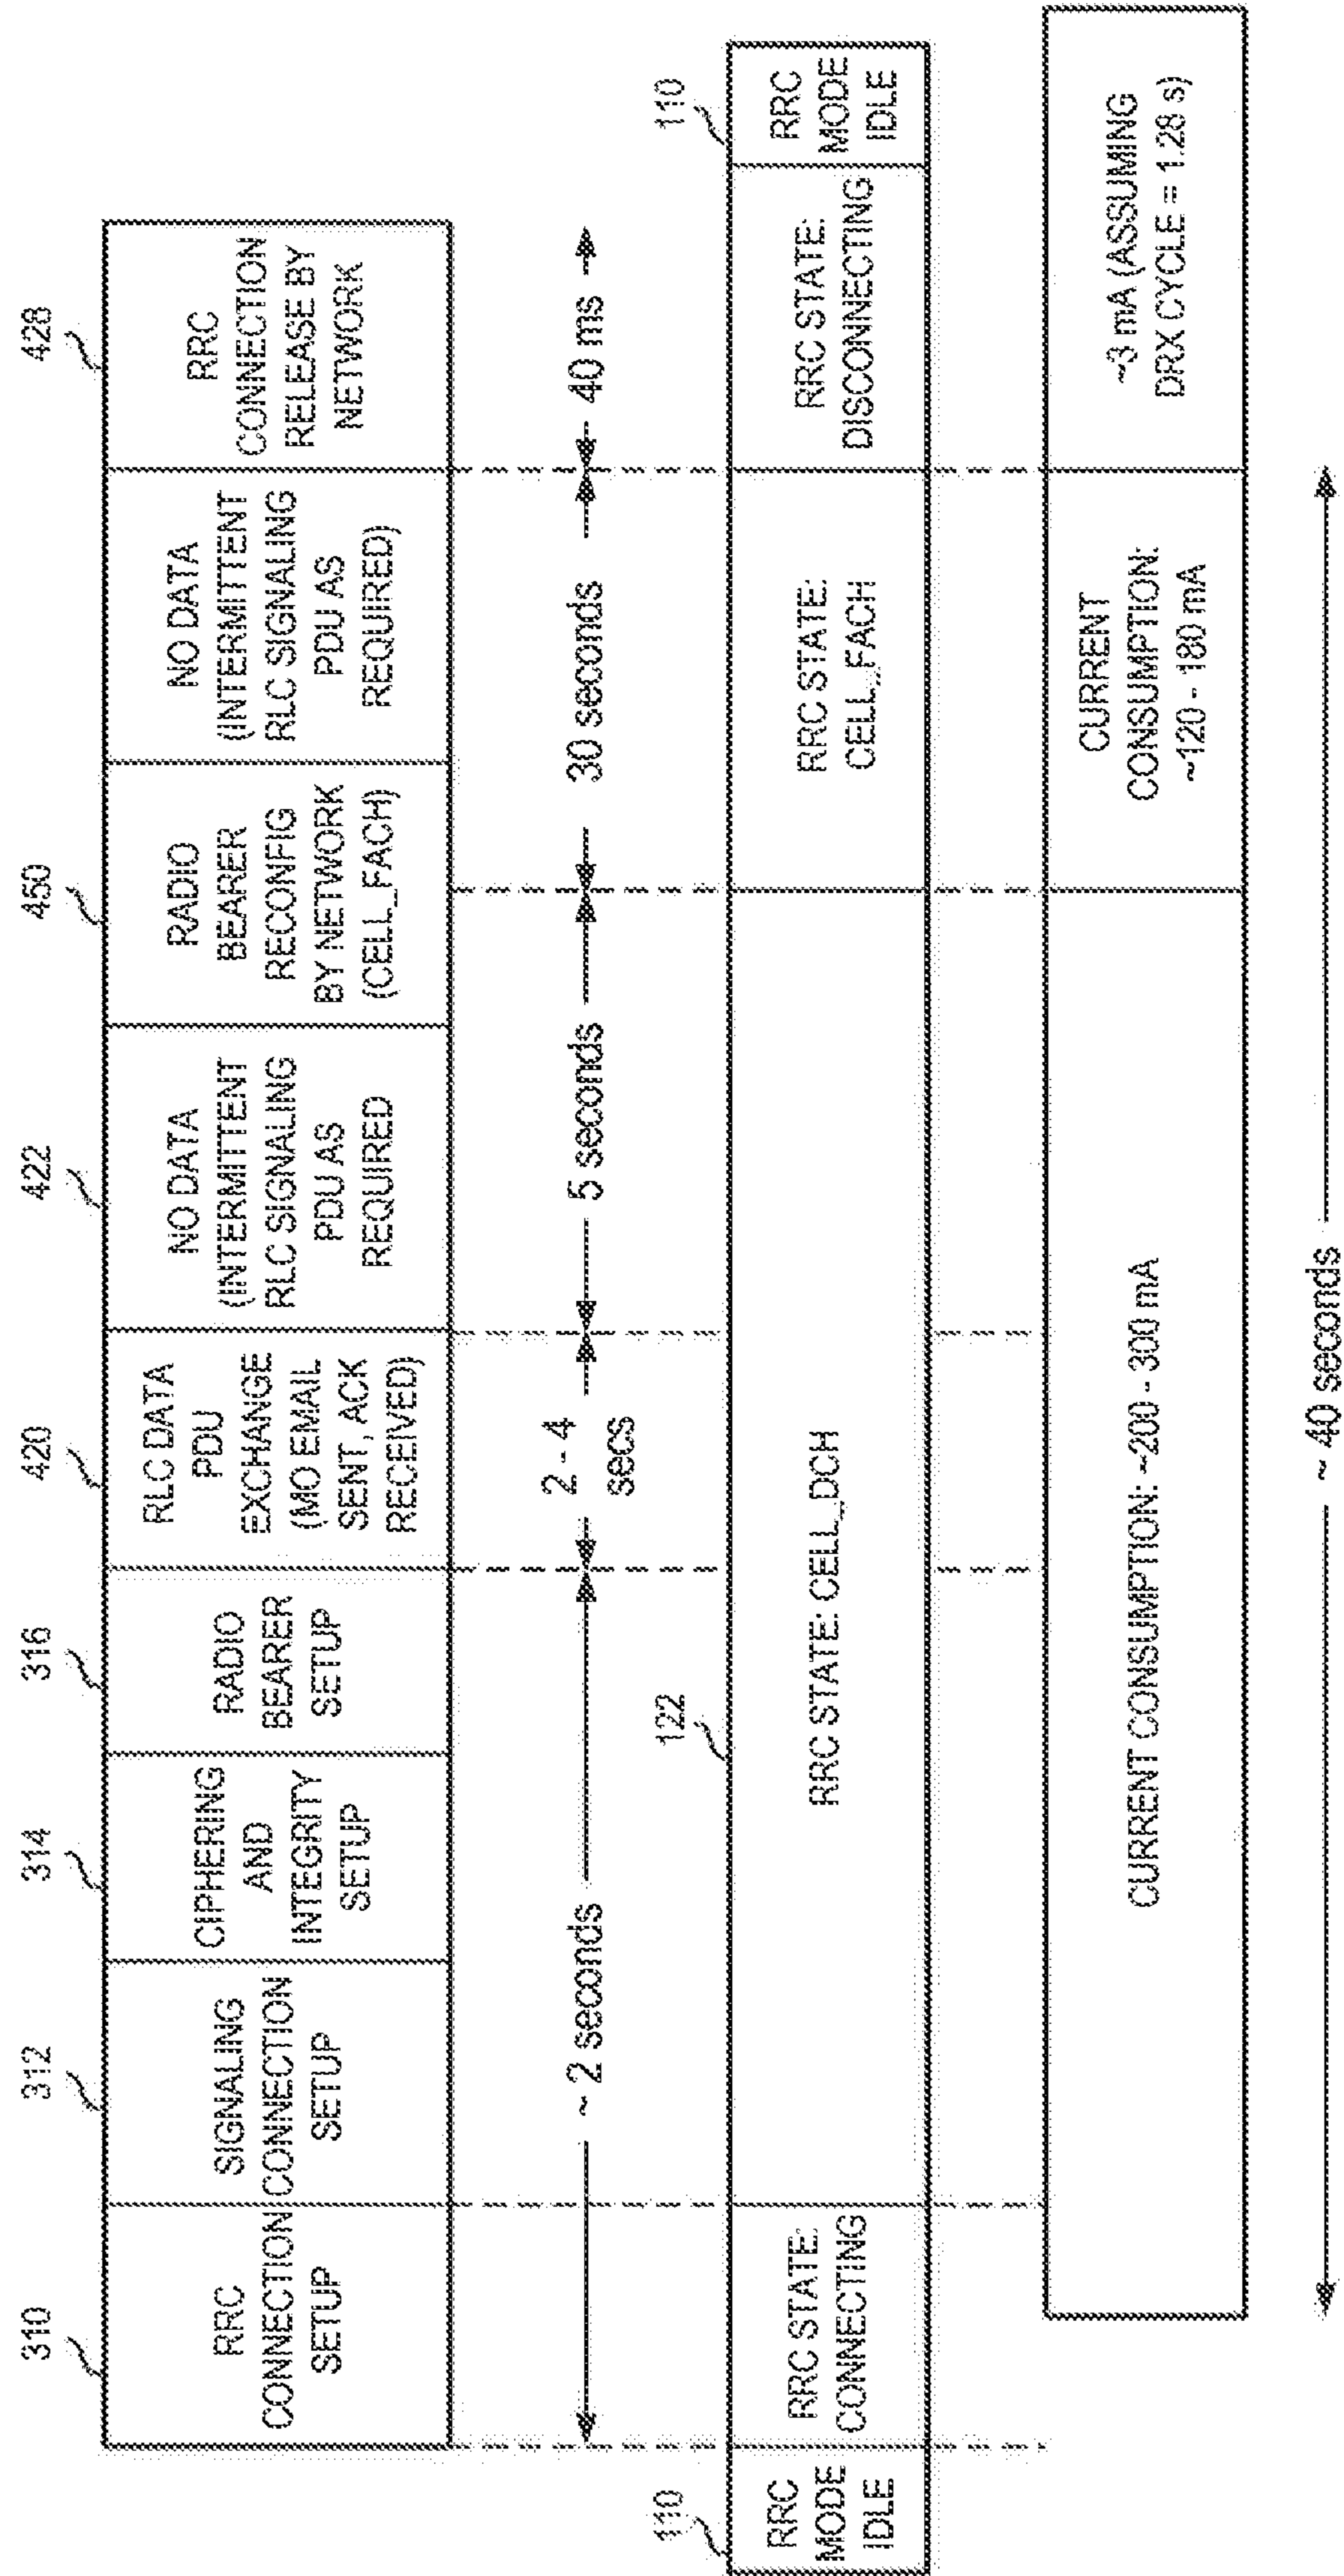 310
312
314
316
420
422
450
428
RRC
CONNECTION
SETUP
SIGNALING
CONNECTION
SETUP
CIPHERING
AND
INTEGRITY
SETUP
RADIO
BEARER
SETUP
RLC DATA
PDU
EXCHANGE
(MO EMAIL
SENT, ACK
RECEIVED)
NO DATA
(INTERMITTENT
RLC SIGNALING
PDU AS
REQUIRED
RADIO
BEARER
RECONFIG
BY NETWORK
(CELL_FACH)
NO DATA
(INTERMITTENT
RLC SIGNALING
PDU AS
REQUIRED)
RRC
CONNECTION
RELEASE BY
NETWORK
~ 2 seconds
2 - 4
secs
5 seconds
30 seconds
40 ms
110
122
110
RRC
MODE
IDLE
RRC STATE:
CONNECTING
RRC STATE: CELL_DCH
RRC STATE:
CELL_FACH
RRC STATE:
DISCONNECTING
RRC
MODE
IDLE
CURRENT CONSUMPTION: ~200 - 300 mA
CURRENT
CONSUMPTION:
~120 - 180 mA
~3 mA (ASSUMING
DRX CYCLE = 1.28 s)
~ 40 seconds